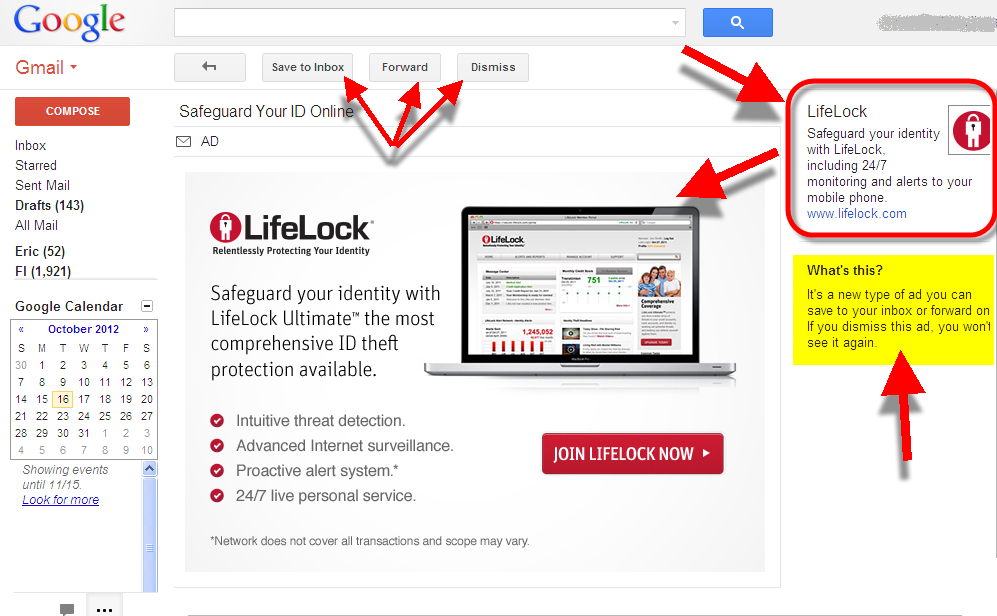 Google
Gmail
Save to Inbox
Forward
Dismiss
COMPOSE
Inbox
Starred
Sent Mail
Drafts (143)
All Mail
Eric (52)
FI (1,921)
Google Calendar
« October 2012 »
S M T W T F S
30 1 2 3 4 5 6
7 8 9 10 11 12 13
14 15 16 17 18 19 20
21 22 23 24 25 26 27
28 29 30 31 1 2 3
4 5 6 7 8 9 10
Showing events
until 11/15.
Look for more
Safeguard Your ID Online
AD
LifeLock
Relentlessly Protecting Your Identity
Safeguard your identity with
LifeLock Ultimate™ the most
comprehensive ID theft
protection available.
Intuitive threat detection.
Advanced Internet surveillance.
Proactive alert system.*
24/7 live personal service.
*Network does not cover all transactions and scope may vary.
LifeLock
751
1,245,052
Comprehensive
Coverage
JOIN LIFELOCK NOW
LifeLock
Safeguard your identity
with LifeLock,
including 24/7
monitoring and alerts to your
mobile phone.
www.lifelock.com
What's this?
It's a new type of ad you can
save to your inbox or forward on
If you dismiss this ad, you won't
see it again.